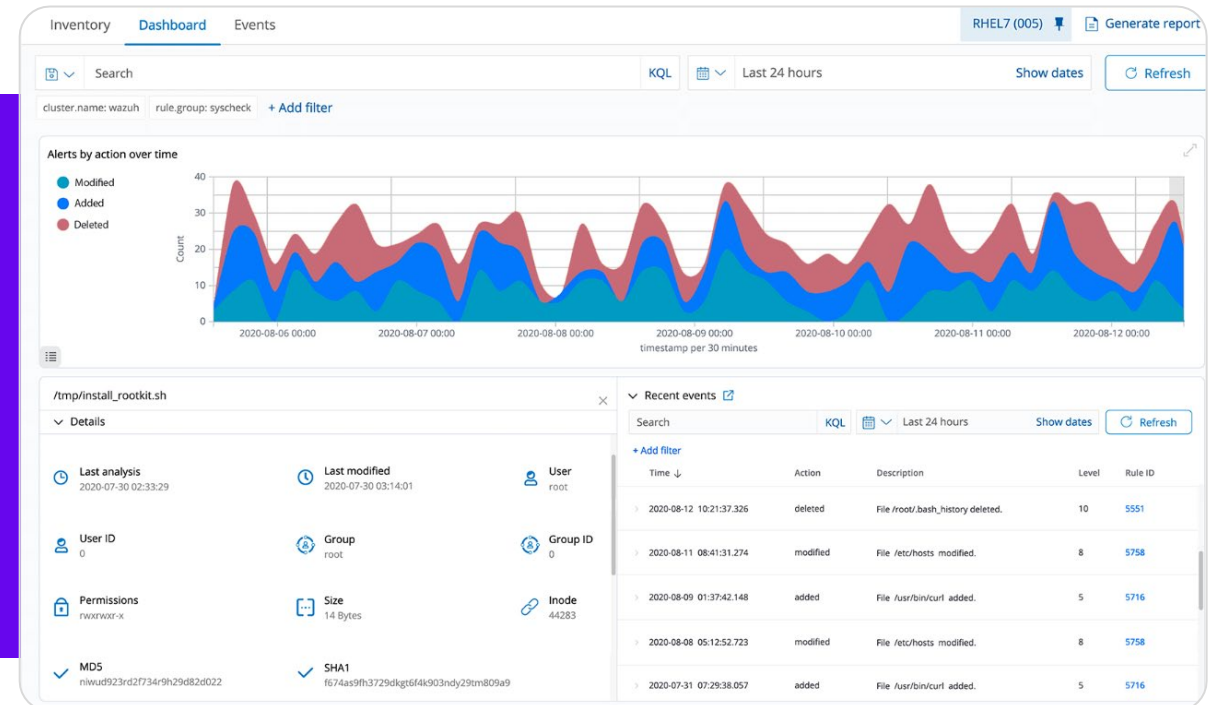 Inventory Dashboard Events RHEL7 (005) Generate report
Search KQL Last 24 hours Show dates Refresh
cluster.name: wazuh rule.group: syscheck + Add filter
Alerts by action over time
Modified
Added
Deleted
Count
40
30
20
10
0
2020-08-06 00:00 2020-08-07 00:00 2020-08-08 00:00 2020-08-09 00:00 2020-08-10 00:00 2020-08-11 00:00 2020-08-12 00:00
timestamp per 30 minutes
/tmp/install_rootkit.sh
Details
Last analysis Last modified User
2020-07-30 02:33:29 2020-07-30 03:14:01 root
User ID Group Group ID
0 root 0
Permissions Size Inode
rwxrwxr-x 14 Bytes 44283
MD5 SHA1
niwud923rd2f734r9h29d82d022 f674as9fh3729dkgt6f4k903ndy29tm809a9
Recent events
Search KQL Last 24 hours Show dates Refresh
+ Add filter
Time Action Description Level Rule ID
2020-08-12 10:21:37.326 deleted File /root/.bash_history deleted. 10 5551
2020-08-11 08:41:31.274 modified File /etc/hosts modified. 8 5758
2020-08-09 01:37:42.148 added File /usr/bin/curl added. 5 5716
2020-08-08 05:12:52.723 modified File /etc/hosts modified. 8 5758
2020-07-31 07:29:38.057 added File /usr/bin/curl added. 5 5716